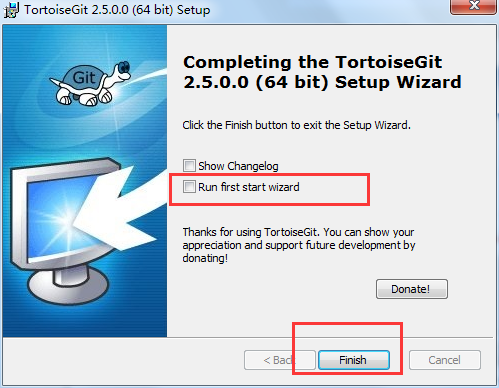 TortoiseGit 2.5.0.0 (64 bit) Setup
Git
Completing the TortoiseGit
2.5.0.0 (64 bit) Setup Wizard
Click the Finish button to exit the Setup Wizard.
Show Changelog
Run first start wizard
Thanks for using TortoiseGit. You can show your
appreciation and support future development by
donating!
Donate!
< Back Finish Cancel